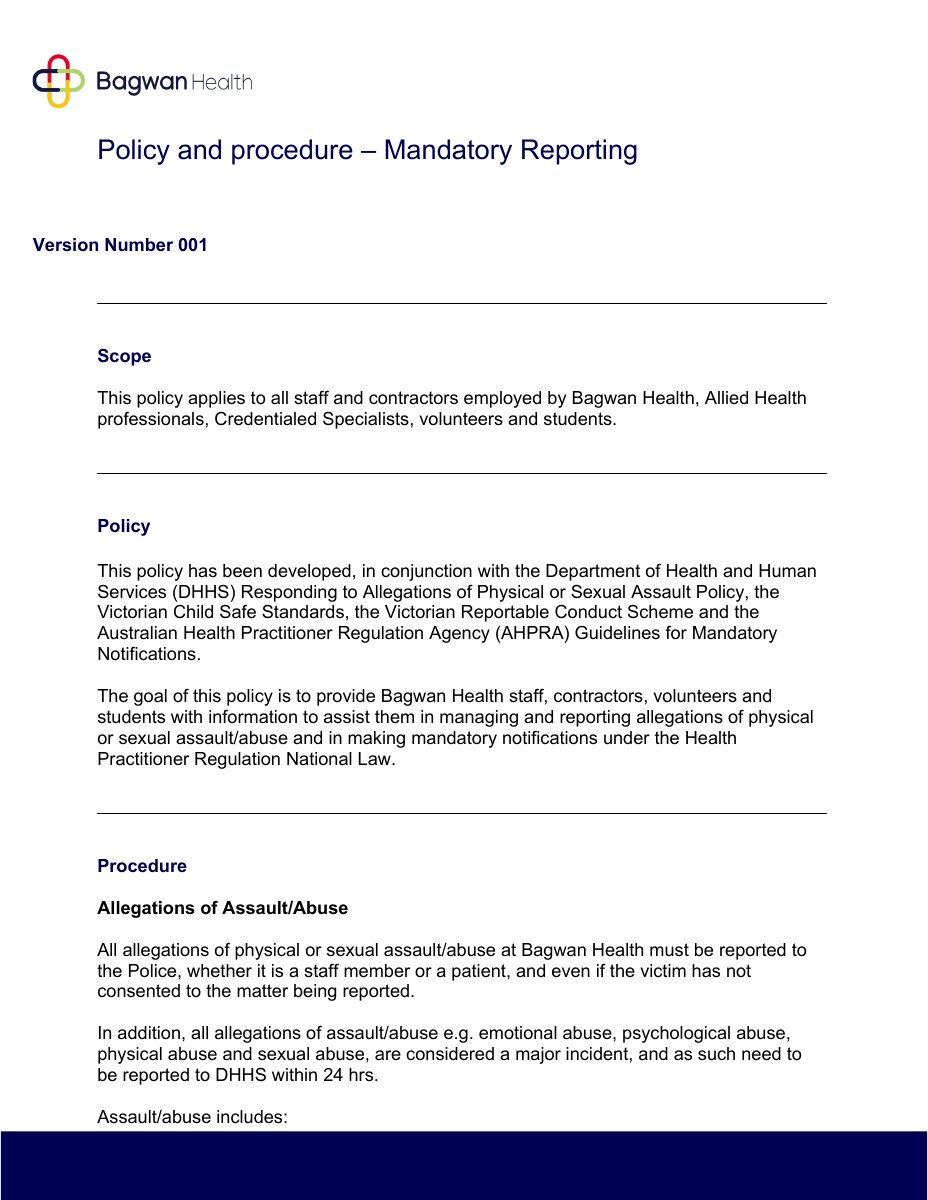 Bagwan Health
Policy and procedure – Mandatory Reporting
Version Number 001
Scope
This policy applies to all staff and contractors employed by Bagwan Health, Allied Health
professionals, Credentialed Specialists, volunteers and students.
Policy
This policy has been developed, in conjunction with the Department of Health and Human
Services (DHHS) Responding to Allegations of Physical or Sexual Assault Policy, the
Victorian Child Safe Standards, the Victorian Reportable Conduct Scheme and the
Australian Health Practitioner Regulation Agency (AHPRA) Guidelines for Mandatory
Notifications.
The goal of this policy is to provide Bagwan Health staff, contractors, volunteers and
students with information to assist them in managing and reporting allegations of physical
or sexual assault/abuse and in making mandatory notifications under the Health
Practitioner Regulation National Law.
Procedure
Allegations of Assault/Abuse
All allegations of physical or sexual assault/abuse at Bagwan Health must be reported to
the Police, whether it is a staff member or a patient, and even if the victim has not
consented to the matter being reported.
In addition, all allegations of assault/abuse e.g. emotional abuse, psychological abuse,
physical abuse and sexual abuse, are considered a major incident, and as such need to
be reported to DHHS within 24 hrs.
Assault/abuse includes: